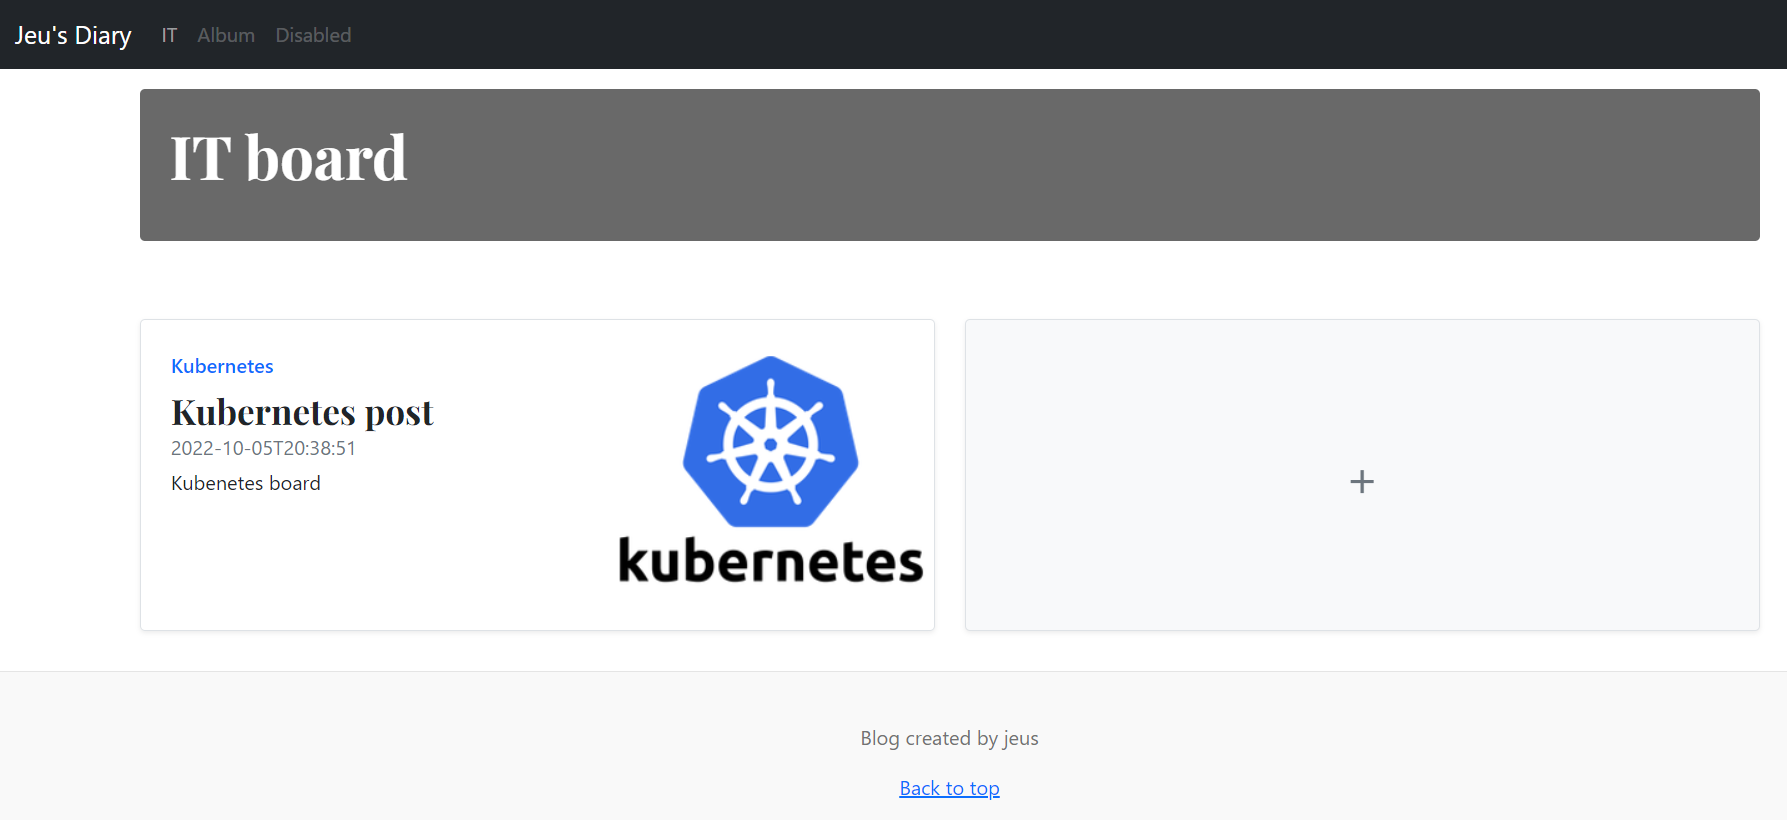 Jeu's Diary IT Album Disabled
IT board
Kubernetes
Kubernetes post
2022-10-05T20:38:51
Kubenetes board
kubernetes
+
Blog created by jeus
Back to top